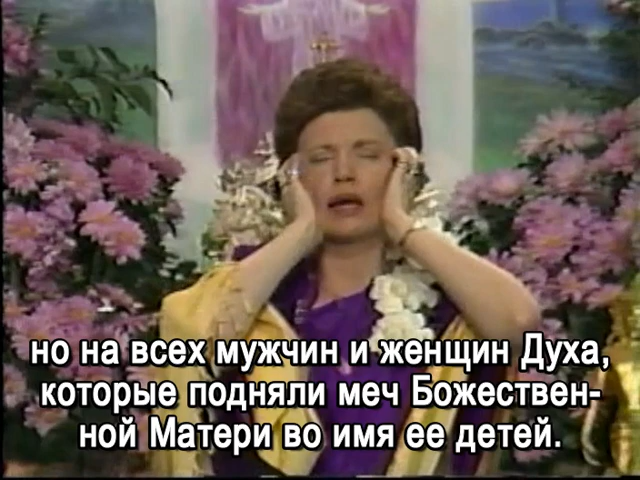 но на всех мужчин и женщин Духа,
которые подняли меч Божествен-
ной Матери во имя ее детей.